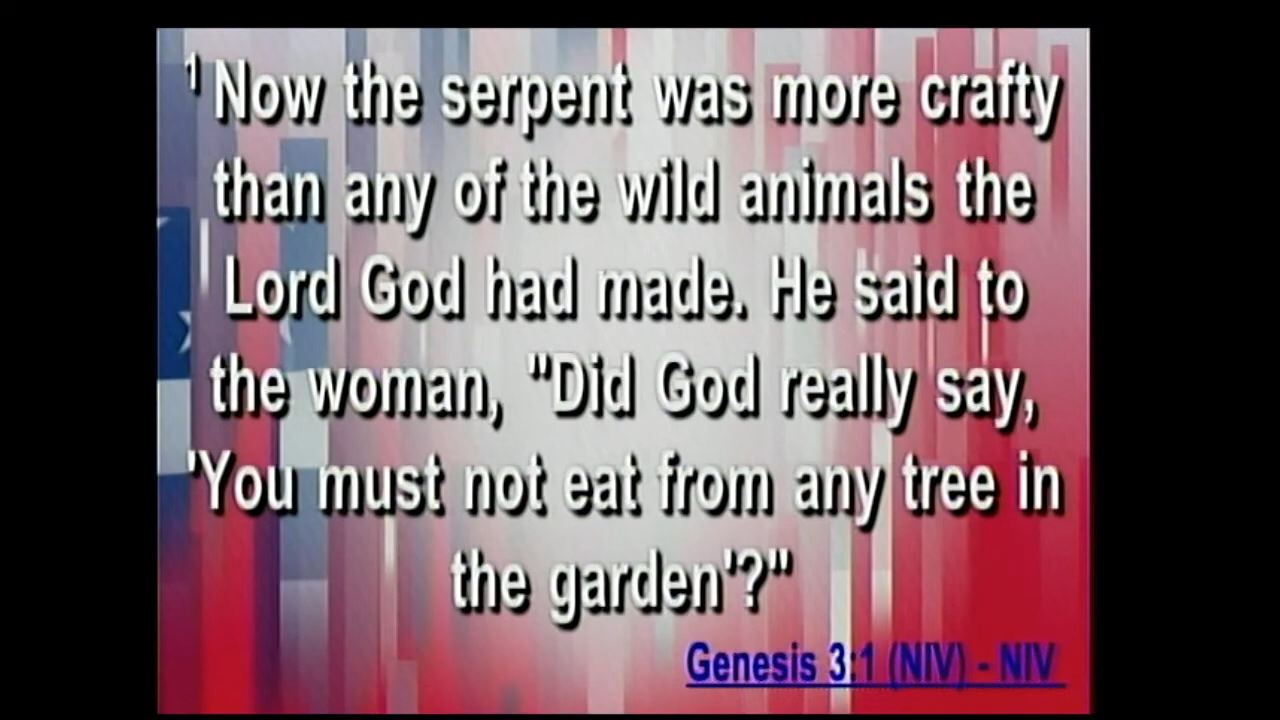 1 Now the serpent was more crafty
than any of the wild animals the
Lord God had made. He said to
the woman, "Did God really say,
'You must not eat from any tree in
the garden'?"
Genesis 3:1 (NIV) - NIV